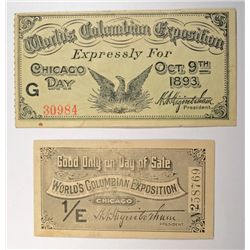 World's Columbian Exposition
Expressly For
Chicago Day
Oct. 9TH 1893.
G
30984
H.N. Higinbotham
President.
Good Only on Day of Sale
World's Columbian Exposition
Chicago
1/E
H.N. Higinbotham
President
258769